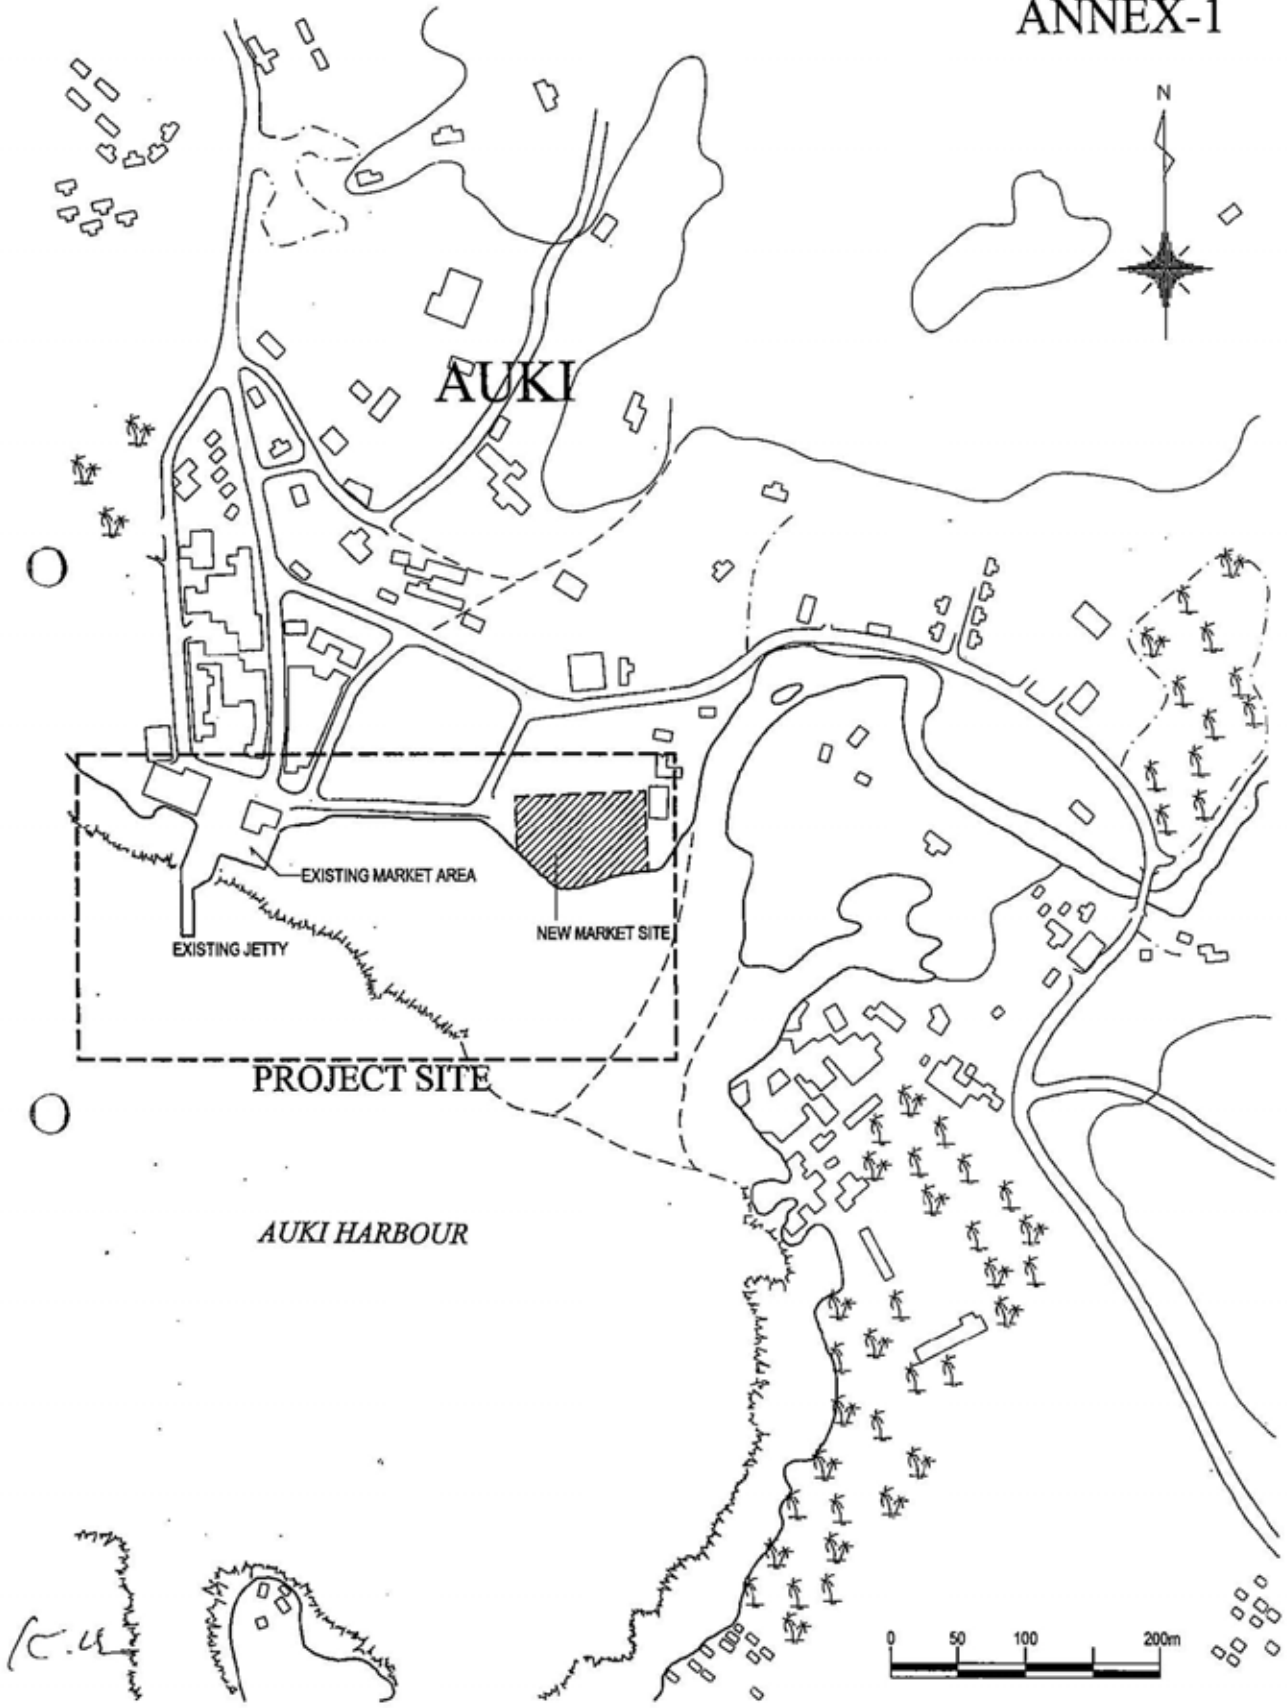 ANNEX-1
N
AUKI
EXISTING MARKET AREA
NEW MARKET SITE
EXISTING JETTY
PROJECT SITE
AUKI HARBOUR
0 50 100 200m